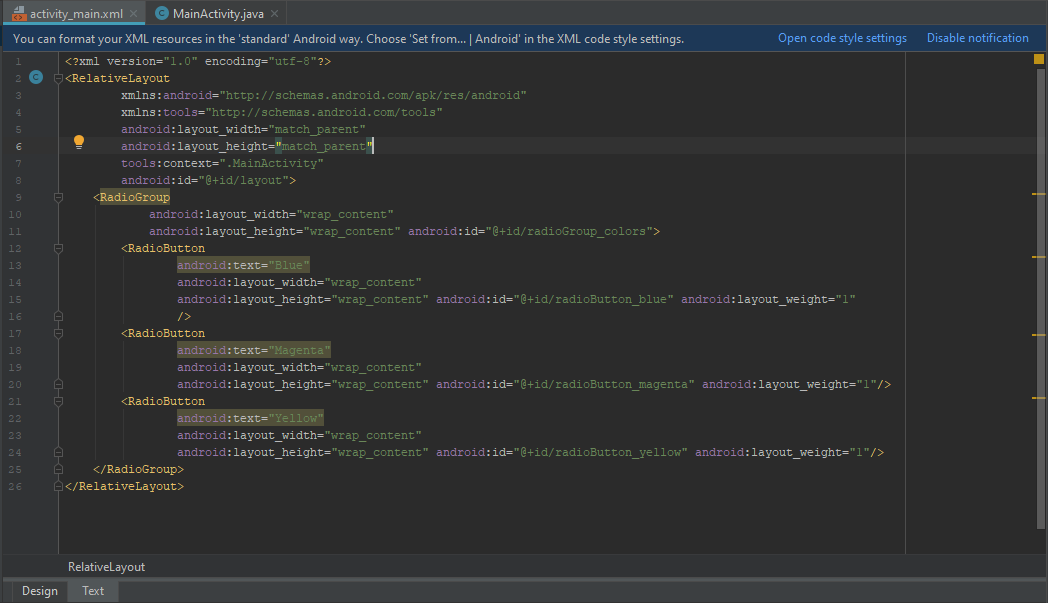 activity_main.xml MainActivity.java
You can format your XML resources in the 'standard' Android way. Choose 'Set from... | Android' in the XML code style settings. Open code style settings Disable notification
1 <?xml version="1.0" encoding="utf-8"?>
2 C <RelativeLayout
3 xmlns:android="http://schemas.android.com/apk/res/android"
4 xmlns:tools="http://schemas.android.com/tools"
5 android:layout_width="match_parent"
6 android:layout_height="match_parent"
7 tools:context=".MainActivity"
8 android:id="@+id/layout">
9 <RadioGroup
10 android:layout_width="wrap_content"
11 android:layout_height="wrap_content" android:id="@+id/radioGroup_colors">
12 <RadioButton
13 android:text="Blue"
14 android:layout_width="wrap_content"
15 android:layout_height="wrap_content" android:id="@+id/radioButton_blue" android:layout_weight="1"
16 />
17 <RadioButton
18 android:text="Magenta"
19 android:layout_width="wrap_content"
20 android:layout_height="wrap_content" android:id="@+id/radioButton_magenta" android:layout_weight="1"/>
21 <RadioButton
22 android:text="Yellow"
23 android:layout_width="wrap_content"
24 android:layout_height="wrap_content" android:id="@+id/radioButton_yellow" android:layout_weight="1"/>
25 </RadioGroup>
26 </RelativeLayout>
RelativeLayout
Design Text